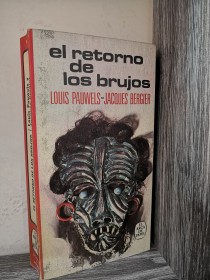 el retorno
de
los brujos
LOUIS PAUWELS-JACQUES BERGIER